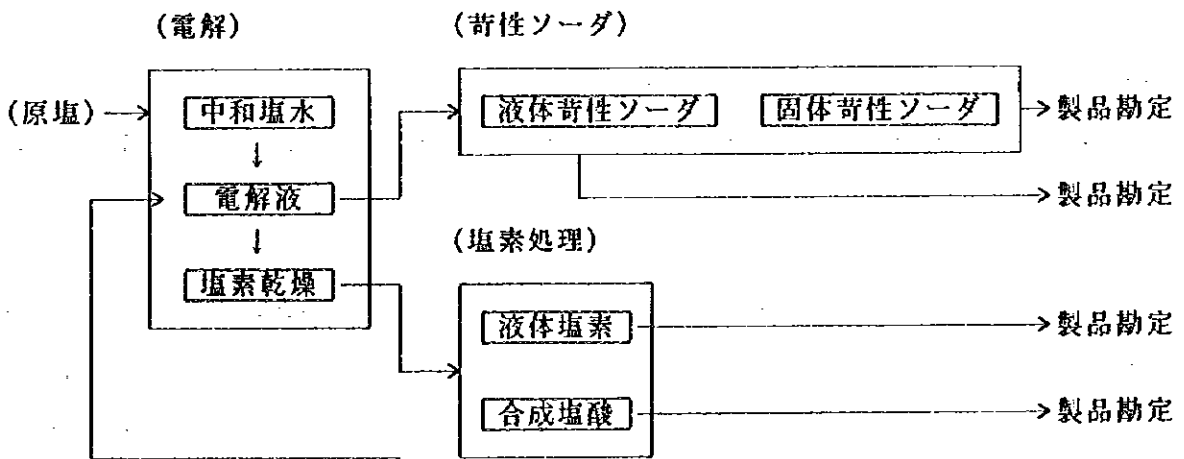 (電解)
(苛性ソーダ)
(原塩)
中和塩水
液体苛性ソーダ
固体苛性ソーダ
製品勘定
電解液
製品勘定
(塩素処理)
塩素乾燥
液体塩素
製品勘定
合成塩酸
製品勘定